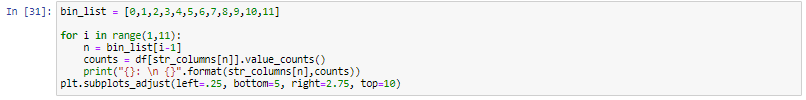 In [31]: bin_list = [0,1,2,3,4,5,6,7,8,9,10,11]
for i in range(1,11):
    n = bin_list[i-1]
    counts = df[str_columns[n]].value_counts()
    print("{}: \n {}".format(str_columns[n],counts))
plt.subplots_adjust(left=.25, bottom=5, right=2.75, top=10)